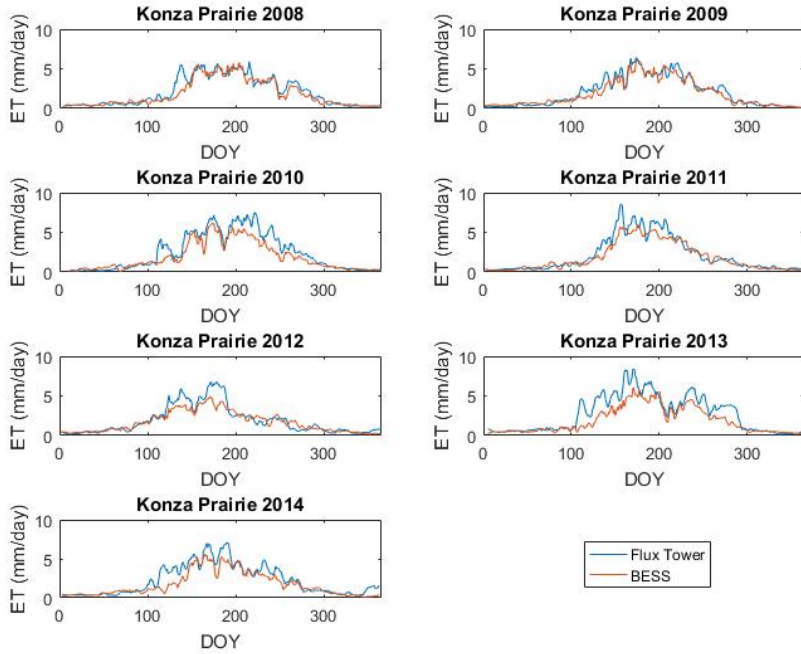 Konza Prairie 2008
10
5
0
ET (mm/day)
0 100 200 300
DOY
Konza Prairie 2009
10
5
0
ET (mm/day)
0 100 200 300
DOY
Konza Prairie 2010
10
5
0
ET (mm/day)
0 100 200 300
DOY
Konza Prairie 2011
10
5
0
ET (mm/day)
0 100 200 300
DOY
Konza Prairie 2012
10
5
0
ET (mm/day)
0 100 200 300
DOY
Konza Prairie 2013
10
5
0
ET (mm/day)
0 100 200 300
DOY
Konza Prairie 2014
10
5
0
ET (mm/day)
0 100 200 300
DOY
Flux Tower
BESS